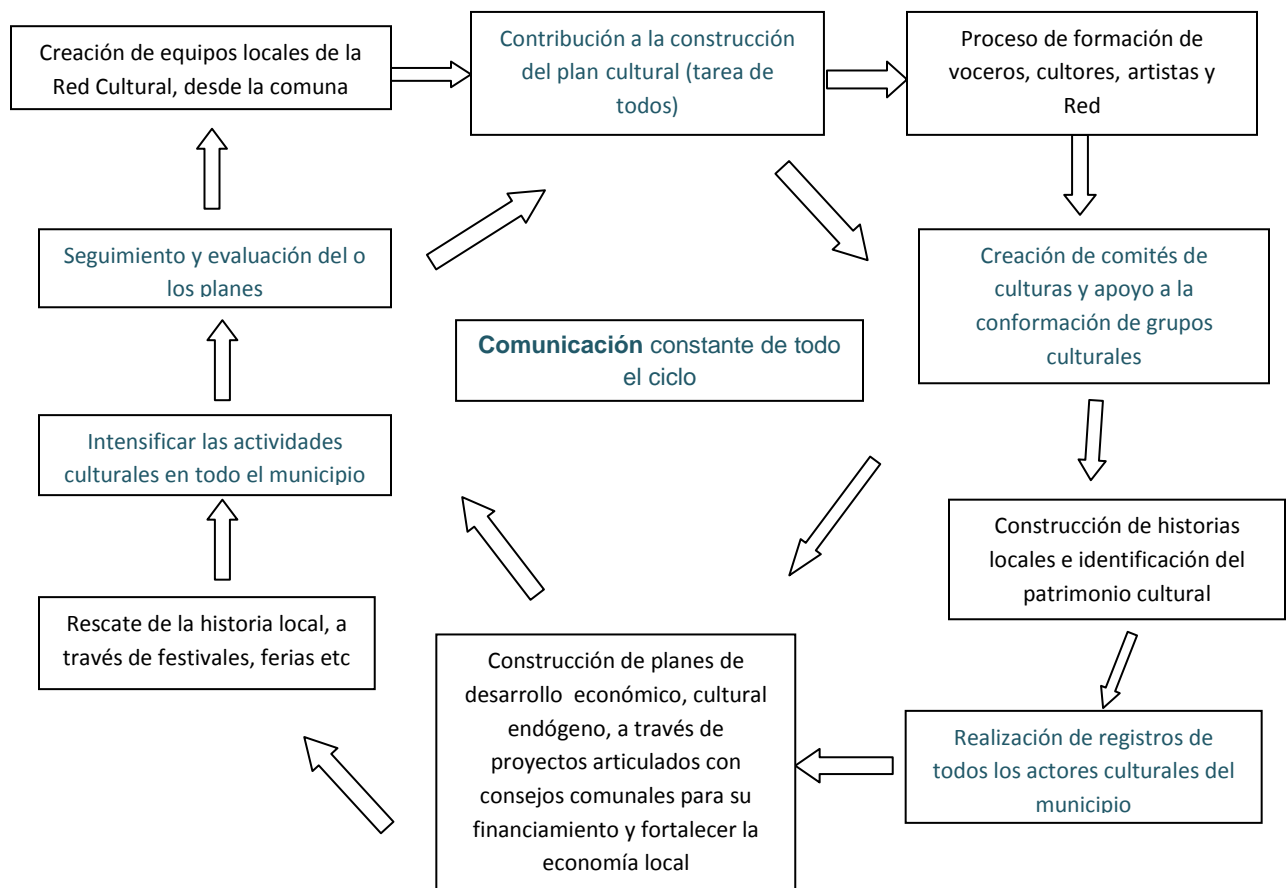 Creación de equipos locales de la
Red Cultural, desde la comuna
Contribución a la construcción
del plan cultural (tarea de
todos)
Proceso de formación de
voceros, cultores, artistas y
Red
Seguimiento y evaluación del o
los planes
Creación de comités de
culturas y apoyo a la
conformación de grupos
culturales
Comunicación constante de todo
el ciclo
Intensificar las actividades
culturales en todo el municipio
Construcción de historias
locales e identificación del
patrimonio cultural
Rescate de la historia local, a
través de festivales, ferias etc
Construcción de planes de
desarrollo económico, cultural
endógeno, a través de
proyectos articulados con
consejos comunales para su
financiamiento y fortalecer la
economía local
Realización de registros de
todos los actores culturales del
municipio